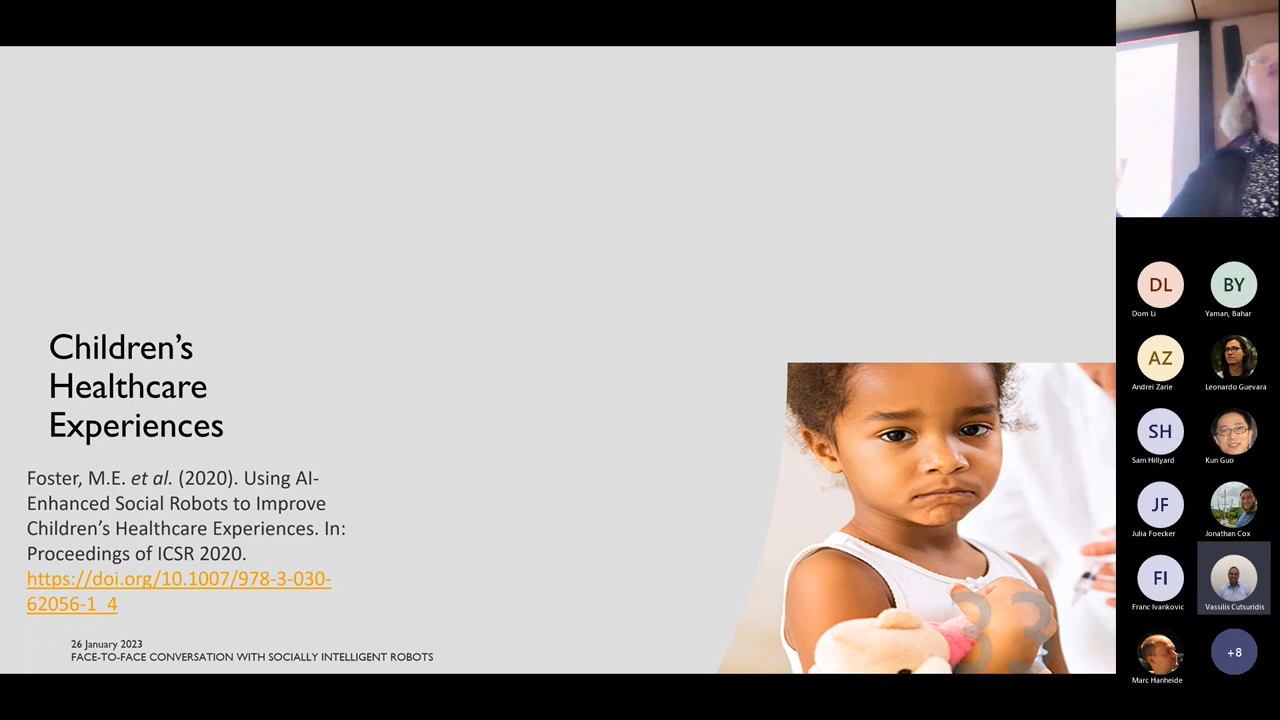 Children's
Healthcare
Experiences
Foster, M.E. et al. (2020). Using AI-
Enhanced Social Robots to Improve
Children's Healthcare Experiences. In:
Proceedings of ICSR 2020.
https://doi.org/10.1007/978-3-030-
62056-1_4
26 January 2023
FACE-TO-FACE CONVERSATION WITH SOCIALLY INTELLIGENT ROBOTS
33
DL
BY
Dom Li
Yaman, Bahar
AZ
Andrei Zarie
Leonardo Guevara
SH
Sam Hillyard
Kun Guo
JF
Julia Foecker
Jonathan Cox
FI
Franc Ivankovic
Vassilis Cutsuridis
+8
Marc Hanheide